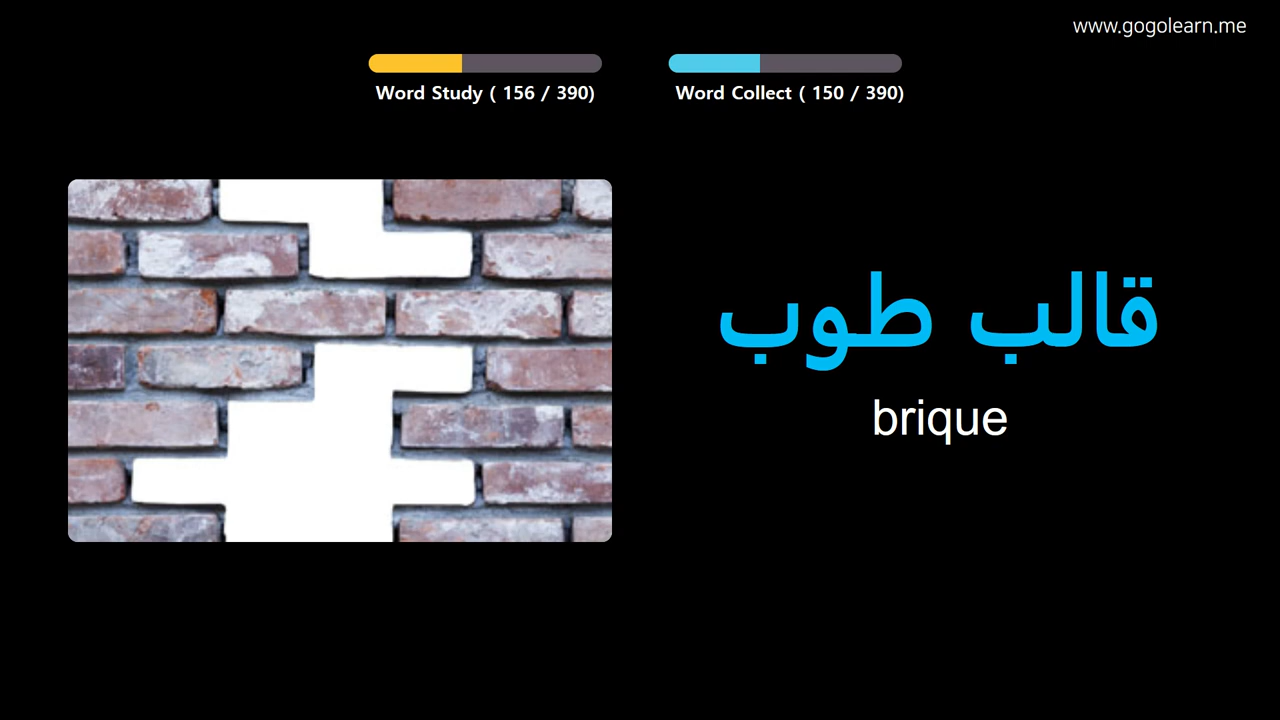 www.gogolearn.me
Word Study ( 156 / 390)
Word Collect ( 150 / 390)
قالب طوب
brique